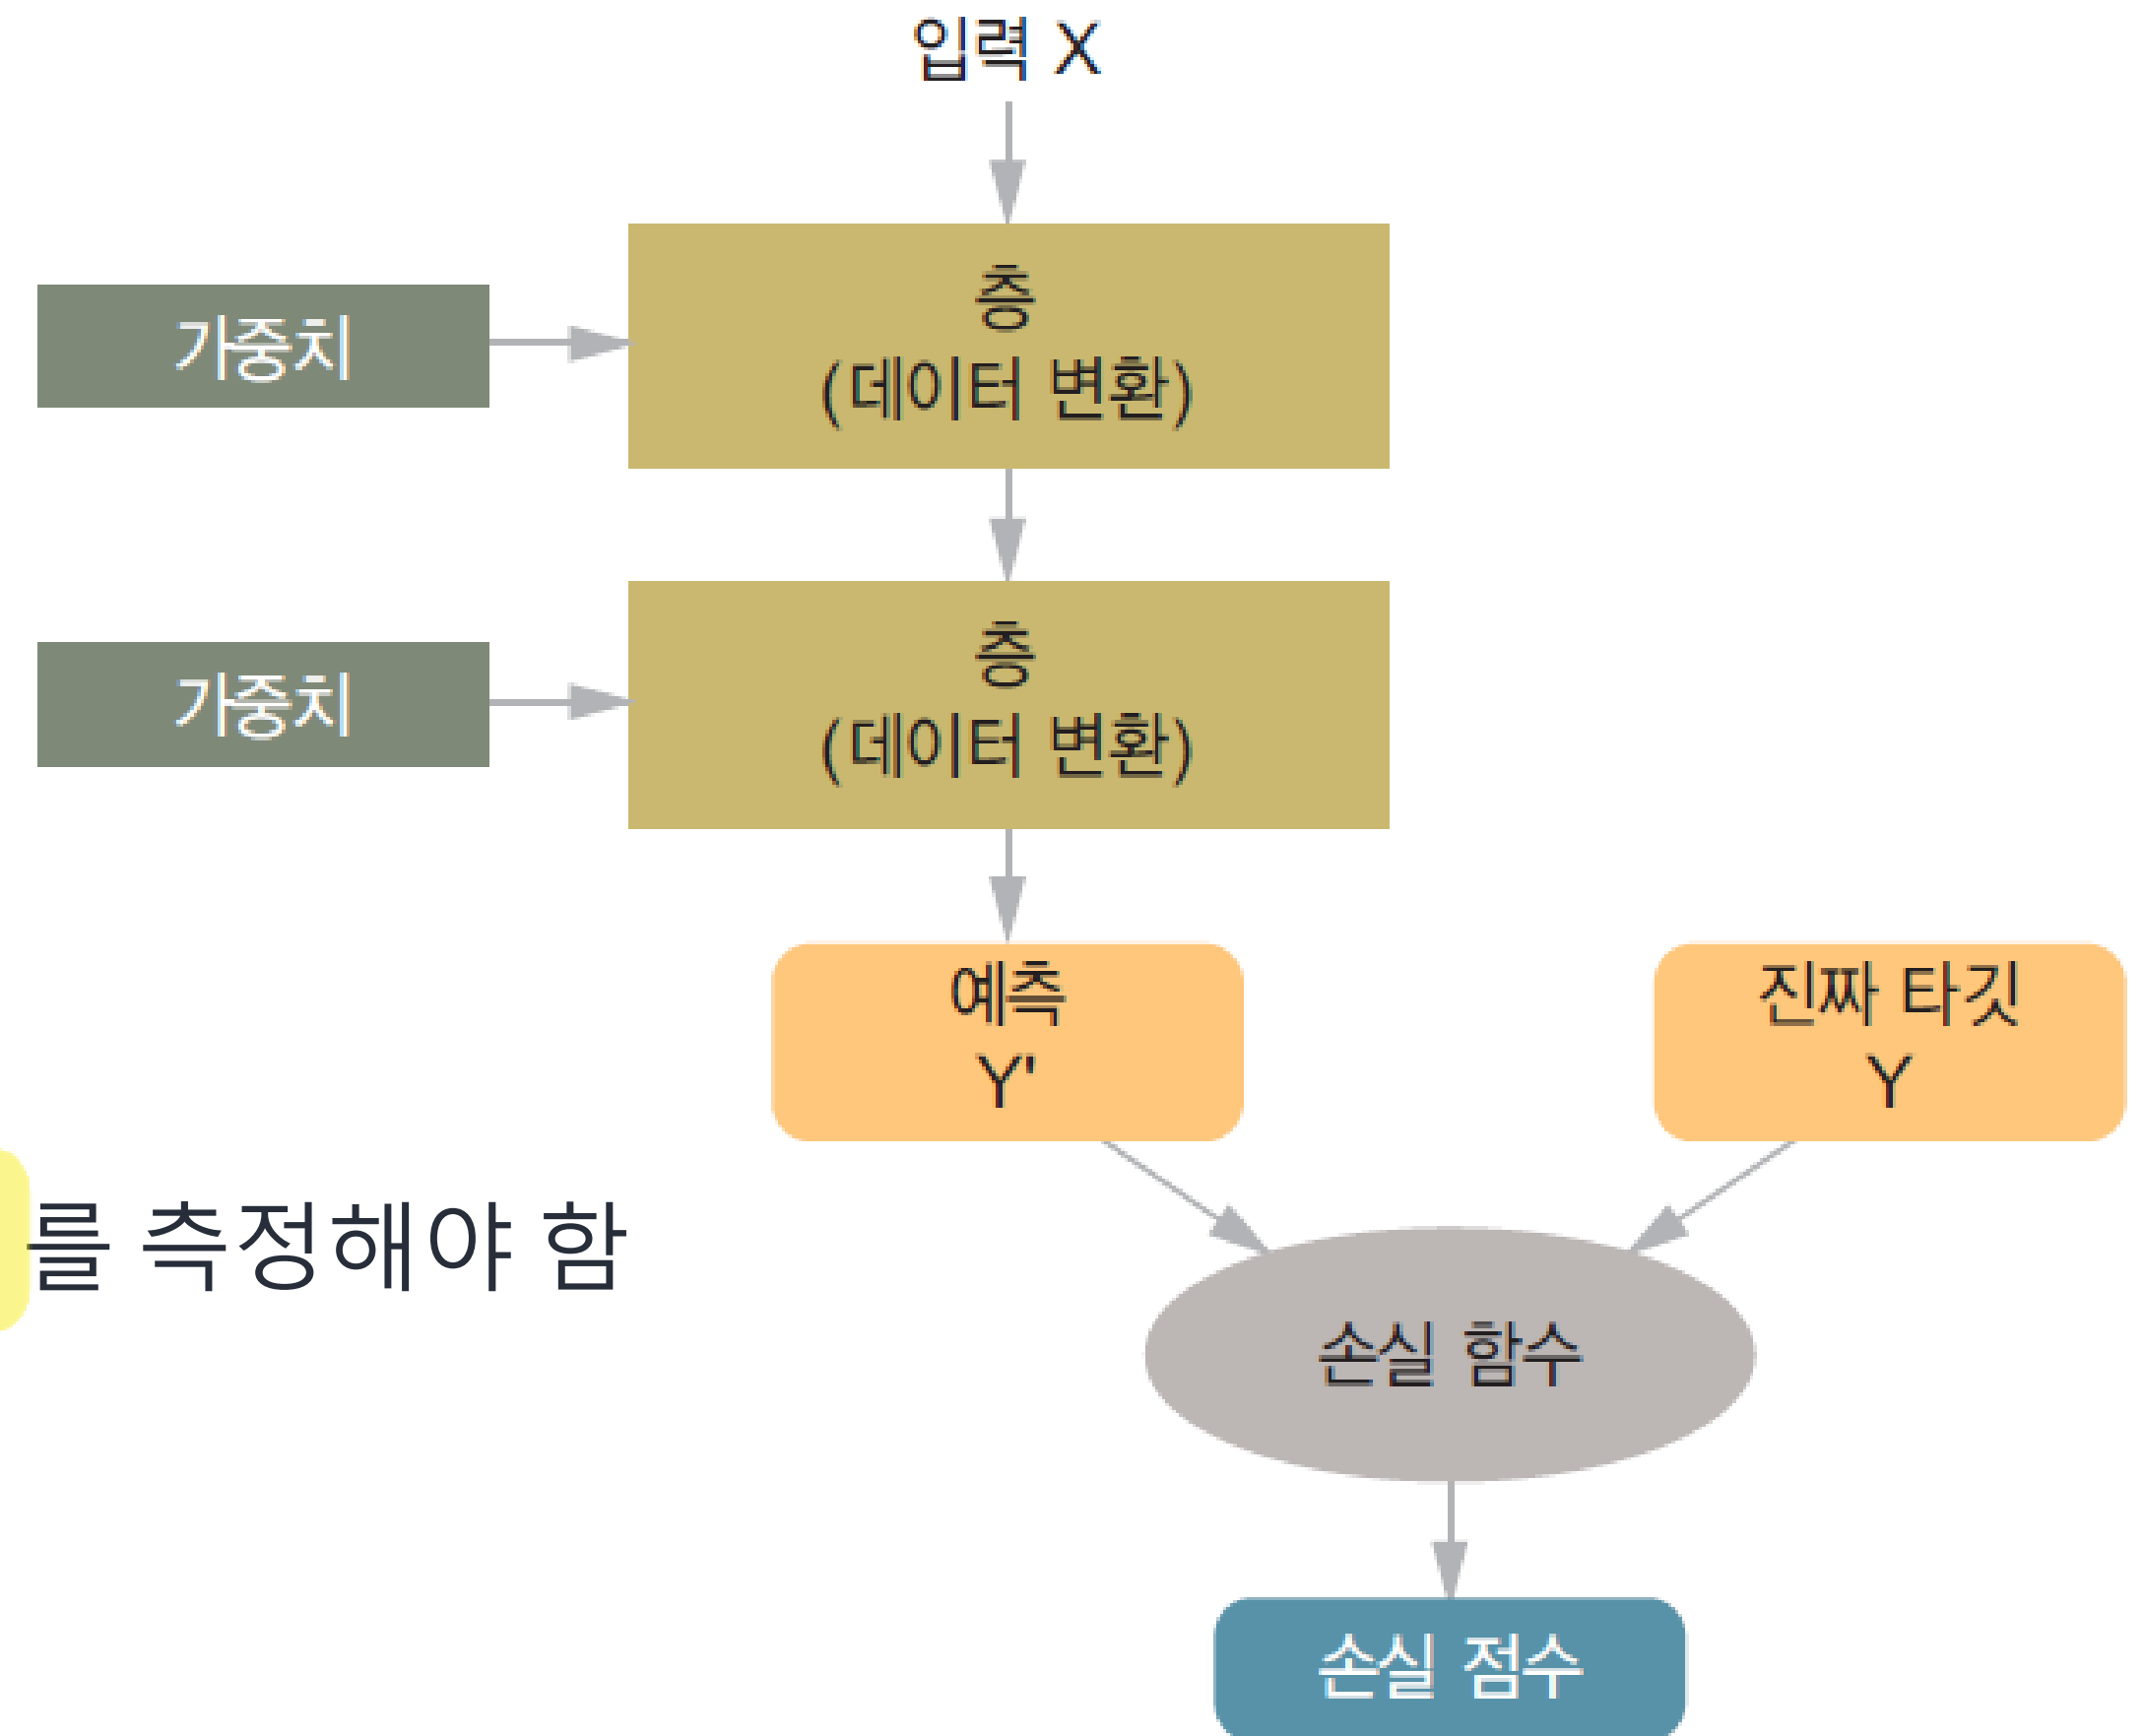 입력 X
가중치
층
(데이터 변환)
가중치
층
(데이터 변환)
예측
Y'
진짜 타깃
Y
를 측정해야 함
손실 함수
손실 점수